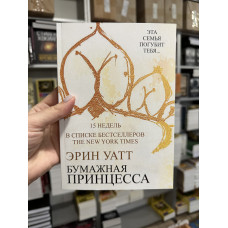 ЭТА
СЕМЬЯ
ПОГУБИТ
ТЕБЯ...
15 НЕДЕЛЬ
В СПИСКЕ БЕСТСЕЛЛЕРОВ
THE NEW YORK TIMES
ЭРИН УАТТ
БУМАЖНАЯ
ПРИНЦЕССА